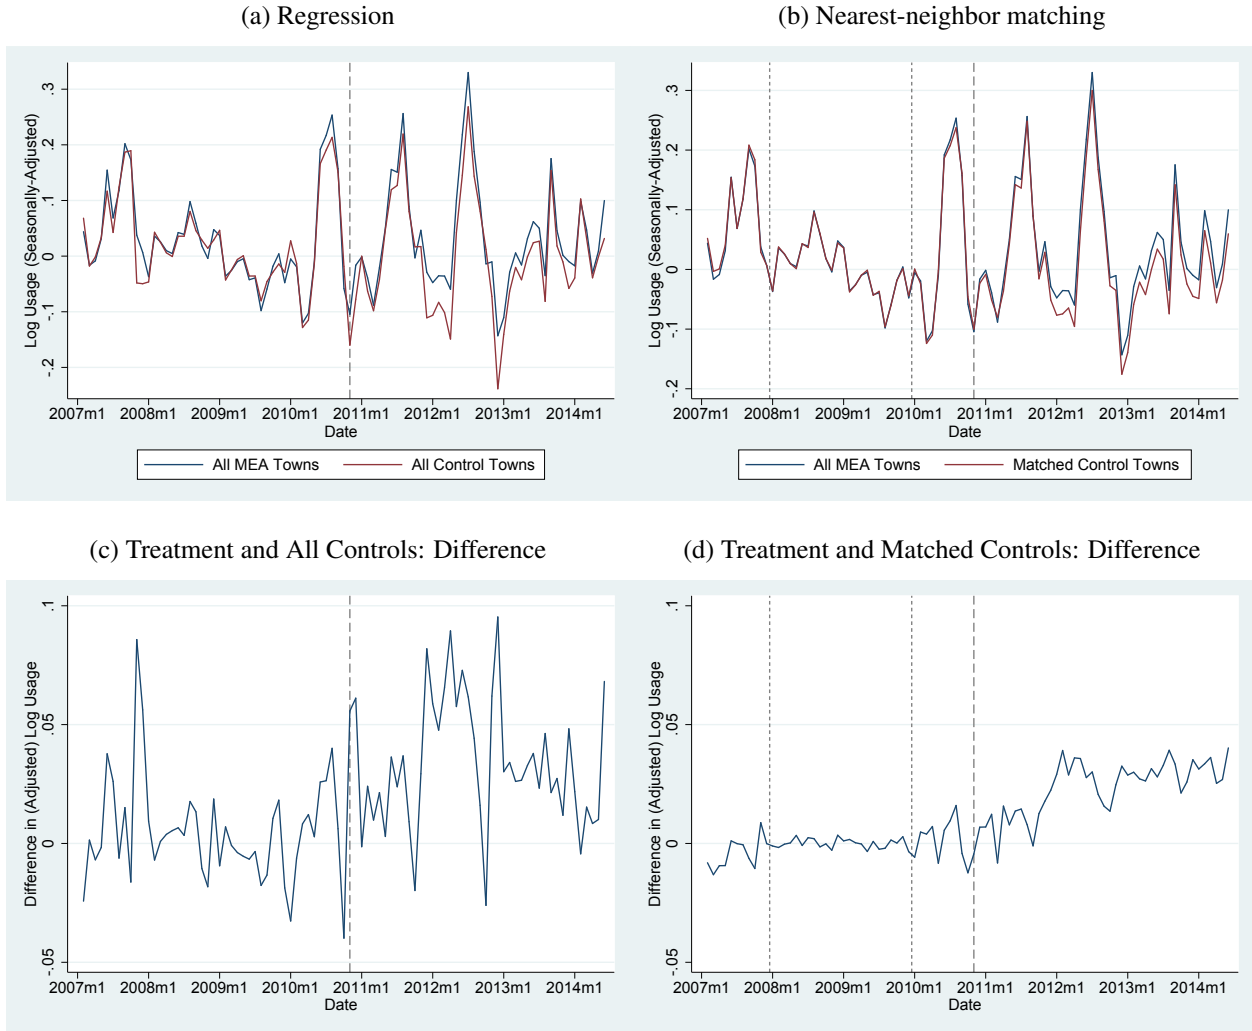 (a) Regression
Log Usage (Seasonally-Adjusted)
.3
.2
.1
0
-.1
-.2
2007m1 2008m1 2009m1 2010m1 2011m1 2012m1 2013m1 2014m1
Date
All MEA Towns All Control Towns
(b) Nearest-neighbor matching
Log Usage (Seasonally-Adjusted)
.3
.2
.1
0
-.1
-.2
2007m1 2008m1 2009m1 2010m1 2011m1 2012m1 2013m1 2014m1
Date
All MEA Towns Matched Control Towns
(c) Treatment and All Controls: Difference
Difference in (Adjusted) Log Usage
.1
.05
0
-.05
2007m1 2008m1 2009m1 2010m1 2011m1 2012m1 2013m1 2014m1
Date
(d) Treatment and Matched Controls: Difference
Difference in (Adjusted) Log Usage
.1
.05
0
-.05
2007m1 2008m1 2009m1 2010m1 2011m1 2012m1 2013m1 2014m1
Date